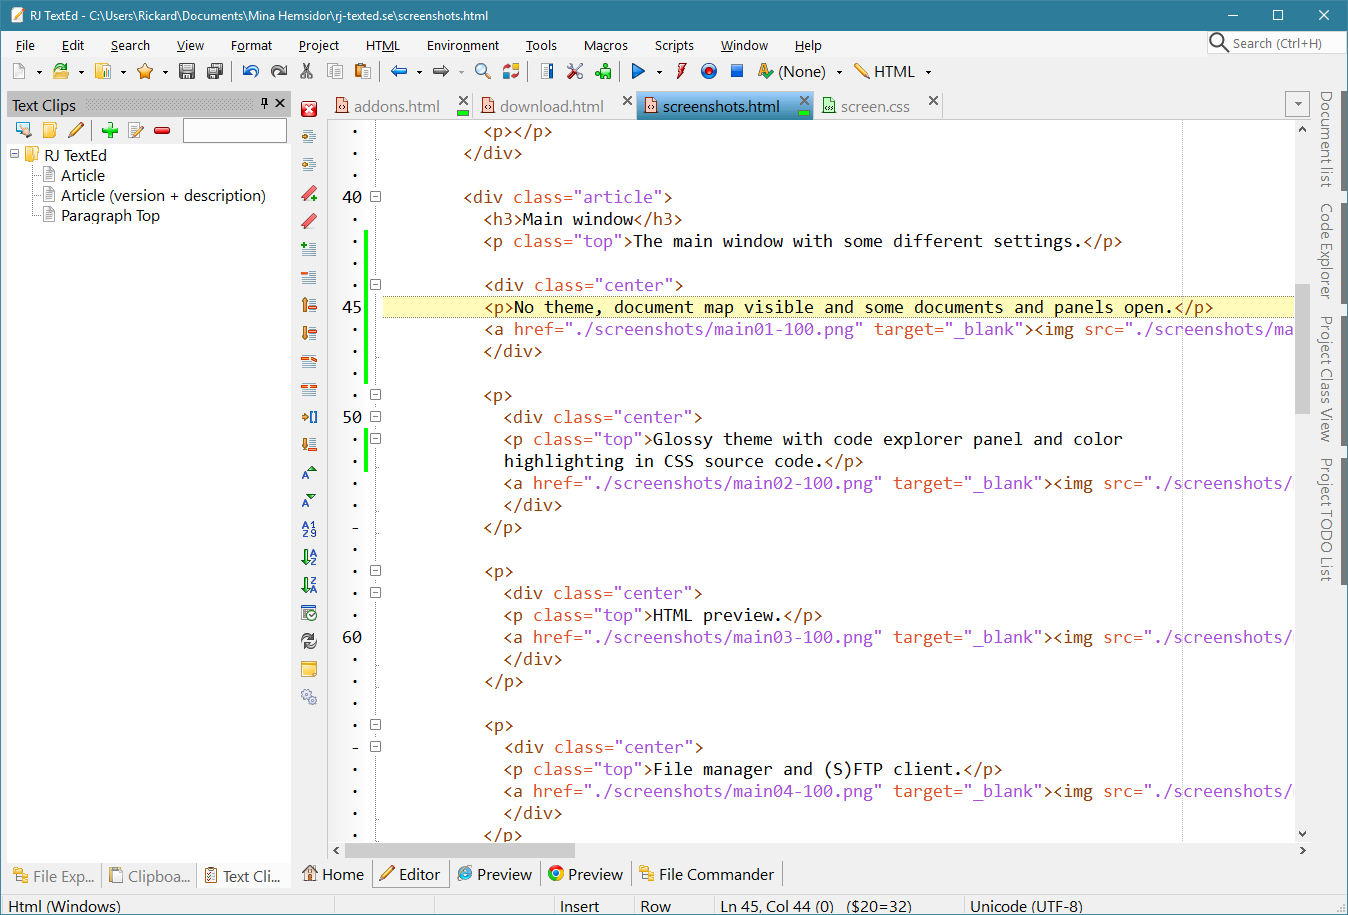 RJ TextEd - C:\Users\Rickard\Documents\Mina Hemsidor\rj-texted.se\screenshots.html
File Edit Search View Format Project HTML Environment Tools Macros Scripts Window Help
Search (Ctrl+H)
(None) HTML
Text Clips
addons.html download.html screenshots.html screen.css
RJ TextEd
Article
Article (version + description)
Paragraph Top
<p></p>
</div>
40 <div class="article">
<h3>Main window</h3>
<p class="top">The main window with some different settings.</p>
<div class="center">
45 <p>No theme, document map visible and some documents and panels open.</p>
<a href="./screenshots/main01-100.png" target="_blank"><img src="./screenshots/ma
</div>
<p>
50 <div class="center">
<p class="top">Glossy theme with code explorer panel and color
highlighting in CSS source code.</p>
<a href="./screenshots/main02-100.png" target="_blank"><img src="./screenshots/
</div>
</p>
<p>
<div class="center">
<p class="top">HTML preview.</p>
60 <a href="./screenshots/main03-100.png" target="_blank"><img src="./screenshots/
</div>
</p>
<p>
<div class="center">
<p class="top">File manager and (S)FTP client.</p>
<a href="./screenshots/main04-100.png" target="_blank"><img src="./screenshots/
</div>
</p>
Document list
Code Explorer
Project Class View
Project TODO List
File Exp... Clipboa... Text Cli...
Home Editor Preview Preview File Commander
Html (Windows) Insert Row Ln 45, Col 44 (0) ($20=32) Unicode (UTF-8)